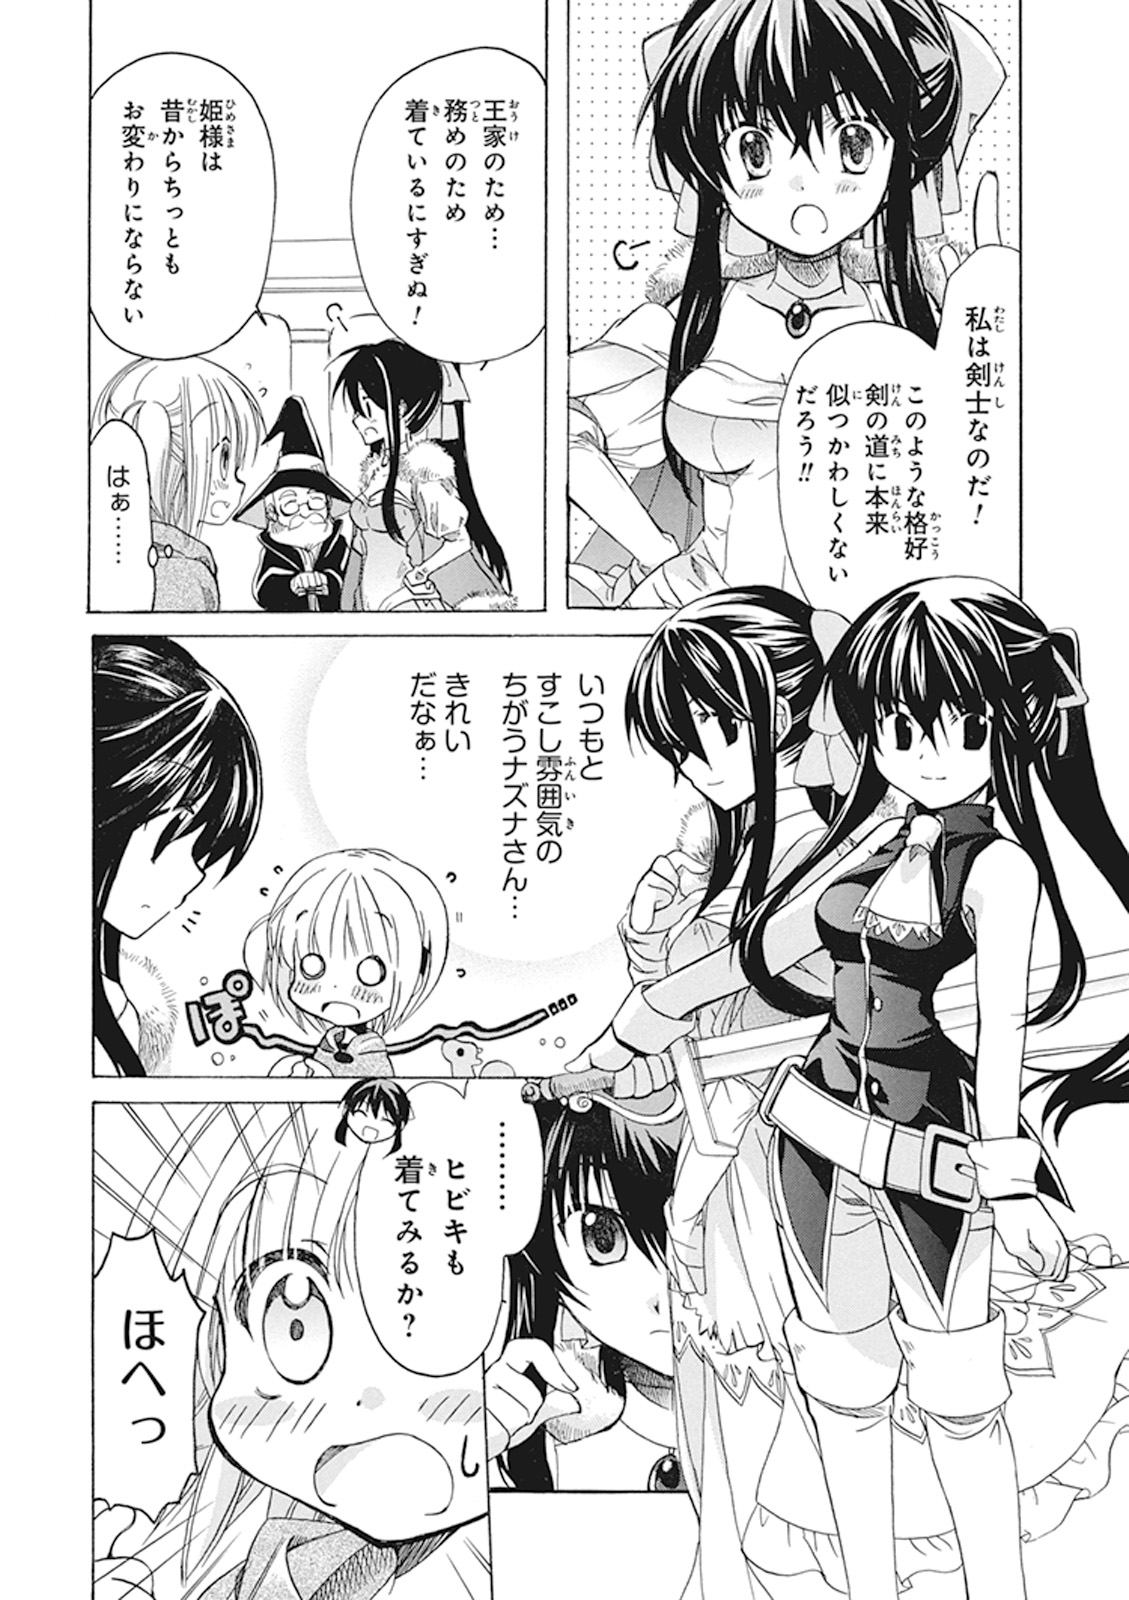 私は剣士なのだ！
このような格好
剣の道に本来
似つかわしくない
だろう!!
王家のため…
務めのため
着ているにすぎぬ！
姫様は
昔からちっとも
お変わりにならない
はぁ……
いつもと
すこし雰囲気の
ちがうナズナさん…
きれい
だなぁ…
ぽ
………
ヒビキも
着てみるか？
ほへっ